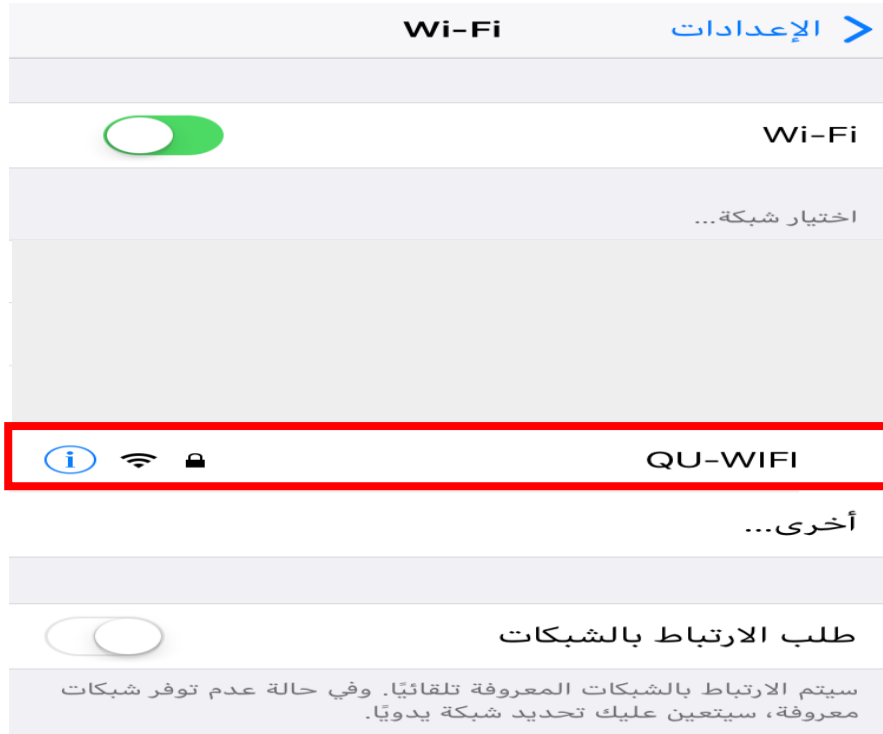 الإعدادات Wi-Fi
Wi-Fi
اختيار شبكة...
QU-WIFI
أخرى...
طلب الارتباط بالشبكات
سيتم الارتباط بالشبكات المعروفة تلقائيًا. وفي حالة عدم توفر شبكات
معروفة، سيتعين عليك تحديد شبكة يدويًا.